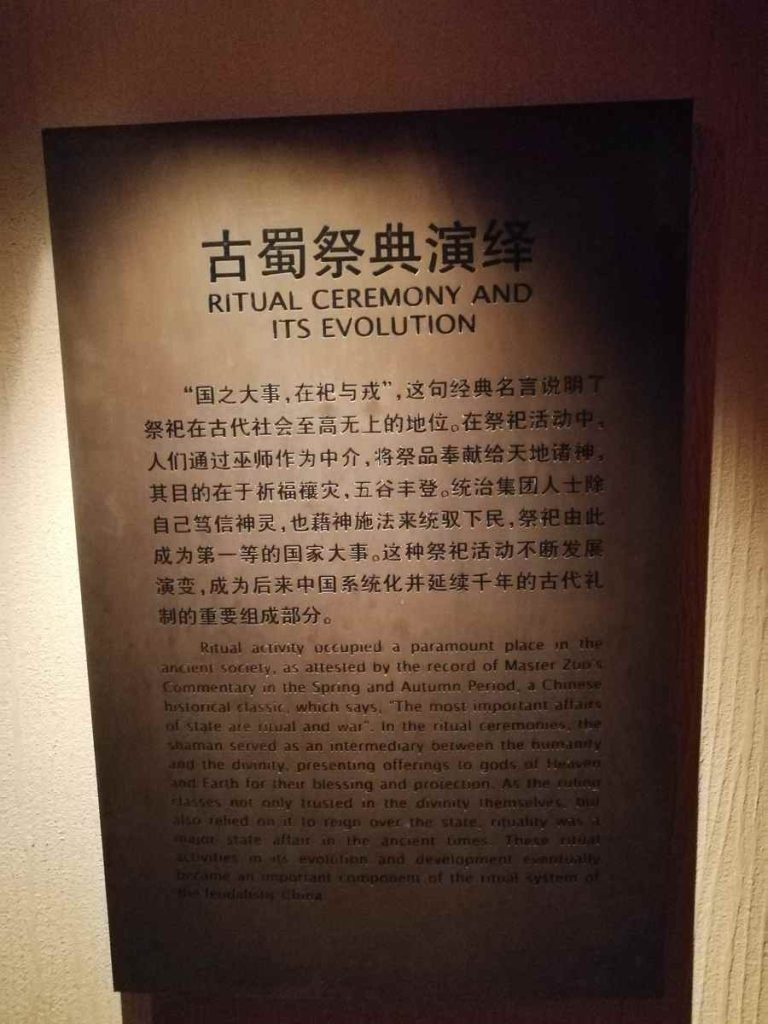 古蜀祭典演绎
RITUAL CEREMONY AND
ITS EVOLUTION
“国之大事,在祀与戎”,这句经典名言说明了
祭祀在古代社会至高无上的地位。在祭祀活动中,
人们通过巫师作为中介,将祭品奉献给天地诸神,
其目的在于祈福禳灾,五谷丰登。统治集团人士除
自己笃信神灵,也藉神施法来统驭下民,祭祀由此
成为第一等的国家大事。这种祭祀活动不断发展
演变,成为后来中国系统化并延续千年的古代礼
制的重要组成部分。
Ritual activity occupied a paramount place in the
ancient society, as attested by the record of Master Zuo's
Commentary in the Spring and Autumn Period, a Chinese
historical classic, which says, "The most important affairs
of state are ritual and war". In the ritual ceremonies, the
shaman served as an intermediary between the humanity
and the divinity, presenting offerings to gods of Heaven
and Earth for their blessing and protection. As the ruling
classes not only trusted in the divinity themselves, but
also relied on it to reign over the state, rituality was a
major state affair in the ancient times. These ritual
activities in its evolution and development eventually
became an important component of the ritual system of
the feudalistic China